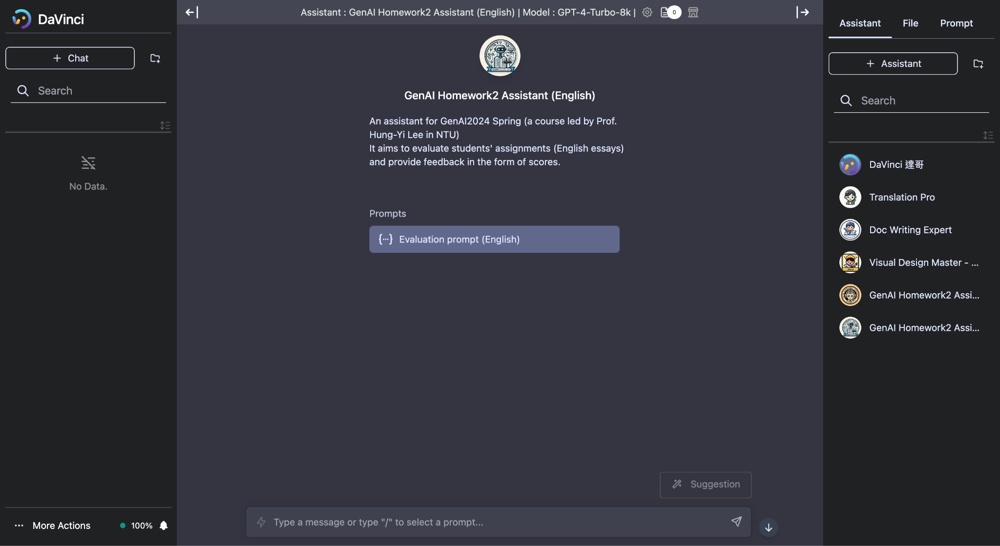 DaVinci
+ Chat
Search
No Data.
More Actions
100%
Assistant : GenAI Homework2 Assistant (English) | Model : GPT-4-Turbo-8k |
0
GenAI Homework2 Assistant (English)
An assistant for GenAI2024 Spring (a course led by Prof.
Hung-Yi Lee in NTU)
It aims to evaluate students' assignments (English essays)
and provide feedback in the form of scores.
Prompts
{...} Evaluation prompt (English)
Suggestion
Type a message or type "/" to select a prompt...
Assistant File Prompt
+ Assistant
Search
DaVinci 達哥
Translation Pro
Doc Writing Expert
Visual Design Master - ...
GenAI Homework2 Assi...
GenAI Homework2 Assi...